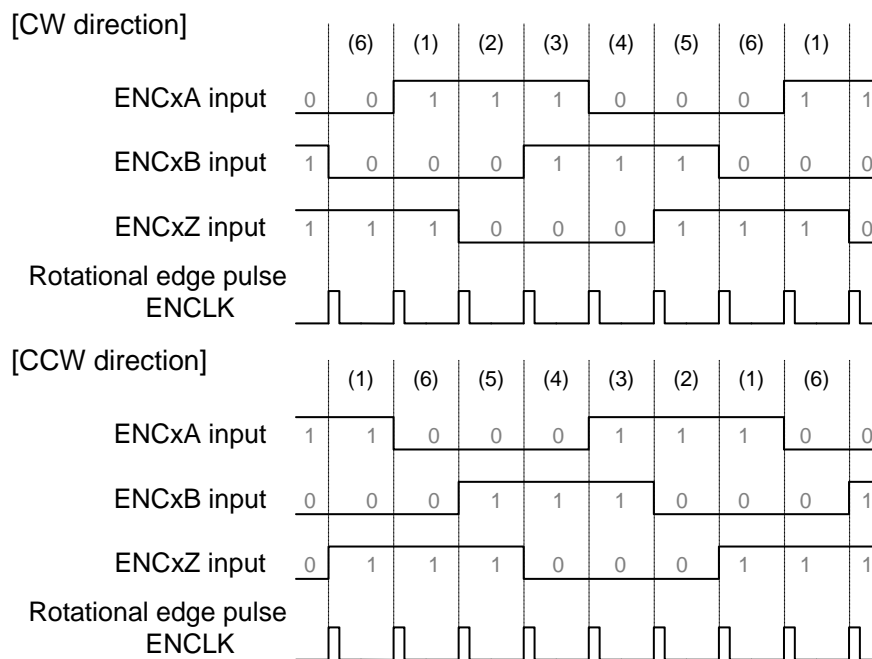 [CW direction]
(6) (1) (2) (3) (4) (5) (6) (1)
ENCxA input 0 0 1 1 1 0 0 0 1 1
ENCxB input 1 0 0 0 1 1 1 0 0 0
ENCxZ input 1 1 1 0 0 0 1 1 1 0
Rotational edge pulse
ENCLK
[CCW direction]
(1) (6) (5) (4) (3) (2) (1) (6)
ENCxA input 1 1 0 0 0 1 1 1 0 0
ENCxB input 0 0 0 1 1 1 0 0 0 1
ENCxZ input 0 1 1 1 0 0 0 1 1 1
Rotational edge pulse
ENCLK